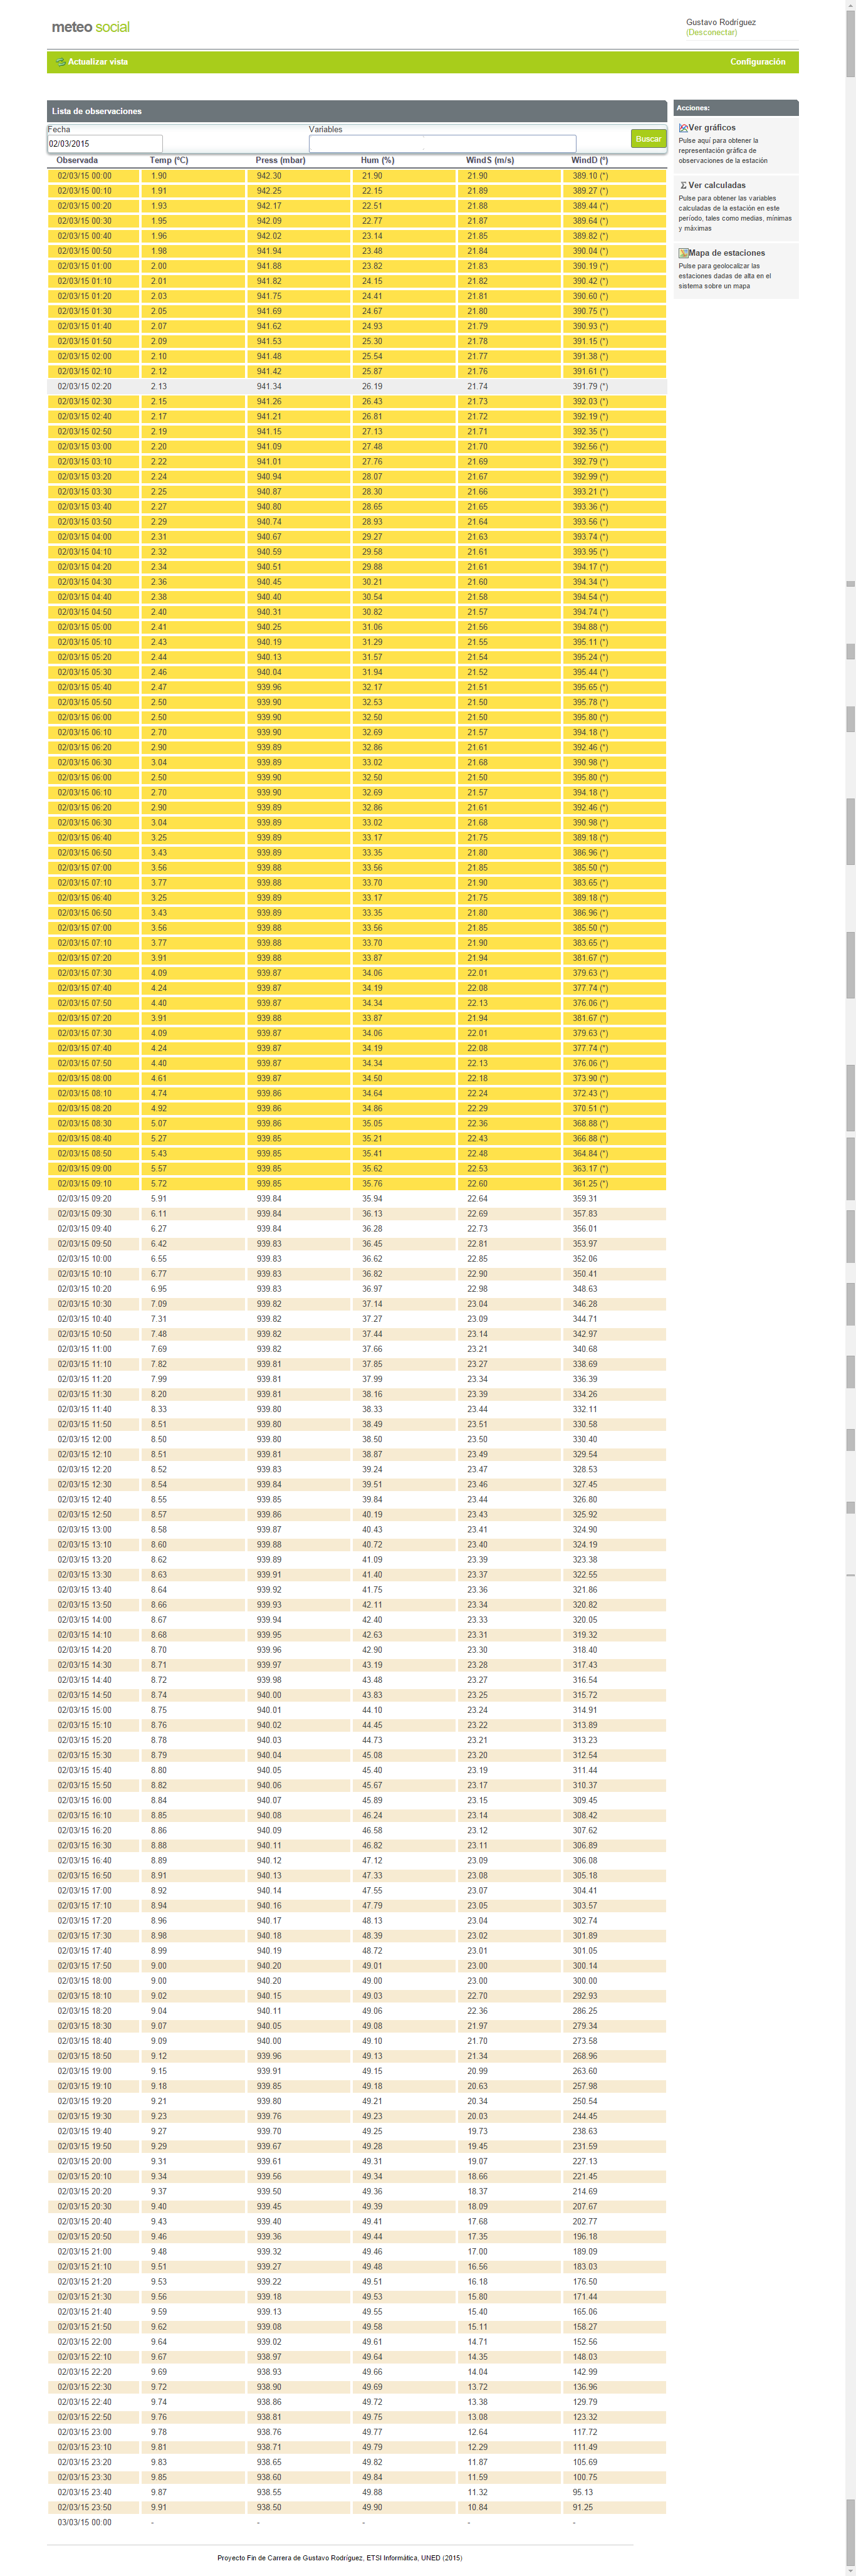 meteo social
Gustavo Rodríguez
(Desconectar)
Actualizar vista Configuración
Lista de observaciones
Fecha Variables
02/03/2015 Buscar
Observada Temp (ºC) Press (mbar) Hum (%) WindS (m/s) WindD (º)
02/03/15 00:00 1.90 942.30 21.90 21.90 389.10 (*)
02/03/15 00:10 1.91 942.25 22.15 21.89 389.27 (*)
02/03/15 00:20 1.93 942.17 22.51 21.88 389.44 (*)
02/03/15 00:30 1.95 942.09 22.77 21.87 389.64 (*)
02/03/15 00:40 1.96 942.02 23.14 21.85 389.82 (*)
02/03/15 00:50 1.98 941.94 23.48 21.84 390.04 (*)
02/03/15 01:00 2.00 941.88 23.82 21.83 390.19 (*)
02/03/15 01:10 2.01 941.82 24.15 21.82 390.42 (*)
02/03/15 01:20 2.03 941.75 24.41 21.81 390.60 (*)
02/03/15 01:30 2.05 941.69 24.67 21.80 390.75 (*)
02/03/15 01:40 2.07 941.62 24.93 21.79 390.93 (*)
02/03/15 01:50 2.09 941.53 25.30 21.78 391.15 (*)
02/03/15 02:00 2.10 941.48 25.54 21.77 391.38 (*)
02/03/15 02:10 2.12 941.42 25.87 21.76 391.61 (*)
02/03/15 02:20 2.13 941.34 26.19 21.74 391.79 (*)
02/03/15 02:30 2.15 941.26 26.43 21.73 392.03 (*)
02/03/15 02:40 2.17 941.21 26.81 21.72 392.19 (*)
02/03/15 02:50 2.19 941.15 27.13 21.71 392.35 (*)
02/03/15 03:00 2.20 941.09 27.48 21.70 392.56 (*)
02/03/15 03:10 2.22 941.01 27.76 21.69 392.79 (*)
02/03/15 03:20 2.24 940.94 28.07 21.67 392.99 (*)
02/03/15 03:30 2.25 940.87 28.30 21.66 393.21 (*)
02/03/15 03:40 2.27 940.80 28.65 21.65 393.36 (*)
02/03/15 03:50 2.29 940.74 28.93 21.64 393.56 (*)
02/03/15 04:00 2.31 940.67 29.27 21.63 393.74 (*)
02/03/15 04:10 2.32 940.59 29.58 21.61 393.95 (*)
02/03/15 04:20 2.34 940.51 29.88 21.61 394.17 (*)
02/03/15 04:30 2.36 940.45 30.21 21.60 394.34 (*)
02/03/15 04:40 2.38 940.40 30.54 21.58 394.54 (*)
02/03/15 04:50 2.40 940.31 30.82 21.57 394.74 (*)
02/03/15 05:00 2.41 940.25 31.06 21.56 394.88 (*)
02/03/15 05:10 2.43 940.19 31.29 21.55 395.11 (*)
02/03/15 05:20 2.44 940.13 31.57 21.54 395.24 (*)
02/03/15 05:30 2.46 940.04 31.94 21.52 395.44 (*)
02/03/15 05:40 2.47 939.96 32.17 21.51 395.65 (*)
02/03/15 05:50 2.50 939.90 32.53 21.50 395.78 (*)
02/03/15 06:00 2.50 939.90 32.50 21.50 395.80 (*)
02/03/15 06:10 2.70 939.90 32.69 21.57 394.18 (*)
02/03/15 06:20 2.90 939.89 32.86 21.61 392.46 (*)
02/03/15 06:30 3.04 939.89 33.02 21.68 390.98 (*)
02/03/15 06:00 2.50 939.90 32.50 21.50 395.80 (*)
02/03/15 06:10 2.70 939.90 32.69 21.57 394.18 (*)
02/03/15 06:20 2.90 939.89 32.86 21.61 392.46 (*)
02/03/15 06:30 3.04 939.89 33.02 21.68 390.98 (*)
02/03/15 06:40 3.25 939.89 33.17 21.75 389.18 (*)
02/03/15 06:50 3.43 939.89 33.35 21.80 386.96 (*)
02/03/15 07:00 3.56 939.88 33.56 21.85 385.50 (*)
02/03/15 07:10 3.77 939.88 33.70 21.90 383.65 (*)
02/03/15 06:40 3.25 939.89 33.17 21.75 389.18 (*)
02/03/15 06:50 3.43 939.89 33.35 21.80 386.96 (*)
02/03/15 07:00 3.56 939.88 33.56 21.85 385.50 (*)
02/03/15 07:10 3.77 939.88 33.70 21.90 383.65 (*)
02/03/15 07:20 3.91 939.88 33.87 21.94 381.67 (*)
02/03/15 07:30 4.09 939.87 34.06 22.01 379.63 (*)
02/03/15 07:40 4.24 939.87 34.19 22.08 377.74 (*)
02/03/15 07:50 4.40 939.87 34.34 22.13 376.06 (*)
02/03/15 07:20 3.91 939.88 33.87 21.94 381.67 (*)
02/03/15 07:30 4.09 939.87 34.06 22.01 379.63 (*)
02/03/15 07:40 4.24 939.87 34.19 22.08 377.74 (*)
02/03/15 07:50 4.40 939.87 34.34 22.13 376.06 (*)
02/03/15 08:00 4.61 939.87 34.50 22.18 373.90 (*)
02/03/15 08:10 4.74 939.86 34.64 22.24 372.43 (*)
02/03/15 08:20 4.92 939.86 34.86 22.29 370.51 (*)
02/03/15 08:30 5.07 939.86 35.05 22.36 368.88 (*)
02/03/15 08:40 5.27 939.85 35.21 22.43 366.88 (*)
02/03/15 08:50 5.43 939.85 35.41 22.48 364.84 (*)
02/03/15 09:00 5.57 939.85 35.62 22.53 363.17 (*)
02/03/15 09:10 5.72 939.85 35.76 22.60 361.25 (*)
02/03/15 09:20 5.91 939.84 35.94 22.64 359.31
02/03/15 09:30 6.11 939.84 36.13 22.69 357.83
02/03/15 09:40 6.27 939.84 36.28 22.73 356.01
02/03/15 09:50 6.42 939.83 36.45 22.81 353.97
02/03/15 10:00 6.55 939.83 36.62 22.85 352.06
02/03/15 10:10 6.77 939.83 36.82 22.90 350.41
02/03/15 10:20 6.95 939.83 36.97 22.98 348.63
02/03/15 10:30 7.09 939.82 37.14 23.04 346.28
02/03/15 10:40 7.31 939.82 37.27 23.09 344.71
02/03/15 10:50 7.48 939.82 37.44 23.14 342.97
02/03/15 11:00 7.69 939.82 37.66 23.21 340.68
02/03/15 11:10 7.82 939.81 37.85 23.27 338.69
02/03/15 11:20 7.99 939.81 37.99 23.34 336.39
02/03/15 11:30 8.20 939.81 38.16 23.39 334.26
02/03/15 11:40 8.33 939.80 38.33 23.44 332.11
02/03/15 11:50 8.51 939.80 38.49 23.51 330.58
02/03/15 12:00 8.50 939.80 38.50 23.50 330.40
02/03/15 12:10 8.51 939.81 38.87 23.49 329.54
02/03/15 12:20 8.52 939.83 39.24 23.47 328.53
02/03/15 12:30 8.54 939.84 39.51 23.46 327.45
02/03/15 12:40 8.55 939.85 39.84 23.44 326.80
02/03/15 12:50 8.57 939.86 40.19 23.43 325.92
02/03/15 13:00 8.58 939.87 40.43 23.41 324.90
02/03/15 13:10 8.60 939.88 40.72 23.40 324.19
02/03/15 13:20 8.62 939.89 41.09 23.39 323.38
02/03/15 13:30 8.63 939.91 41.40 23.37 322.55
02/03/15 13:40 8.64 939.92 41.75 23.36 321.86
02/03/15 13:50 8.66 939.93 42.11 23.34 320.82
02/03/15 14:00 8.67 939.94 42.40 23.33 320.05
02/03/15 14:10 8.68 939.95 42.63 23.31 319.32
02/03/15 14:20 8.70 939.96 42.90 23.30 318.40
02/03/15 14:30 8.71 939.97 43.19 23.28 317.43
02/03/15 14:40 8.72 939.98 43.48 23.27 316.54
02/03/15 14:50 8.74 940.00 43.83 23.25 315.72
02/03/15 15:00 8.75 940.01 44.10 23.24 314.91
02/03/15 15:10 8.76 940.02 44.45 23.22 313.89
02/03/15 15:20 8.78 940.03 44.73 23.21 313.23
02/03/15 15:30 8.79 940.04 45.08 23.20 312.54
02/03/15 15:40 8.80 940.05 45.40 23.19 311.44
02/03/15 15:50 8.82 940.06 45.67 23.17 310.37
02/03/15 16:00 8.84 940.07 45.89 23.15 309.45
02/03/15 16:10 8.85 940.08 46.24 23.14 308.42
02/03/15 16:20 8.86 940.09 46.58 23.12 307.62
02/03/15 16:30 8.88 940.11 46.82 23.11 306.89
02/03/15 16:40 8.89 940.12 47.12 23.09 306.08
02/03/15 16:50 8.91 940.13 47.33 23.08 305.18
02/03/15 17:00 8.92 940.14 47.55 23.07 304.41
02/03/15 17:10 8.94 940.16 47.79 23.05 303.57
02/03/15 17:20 8.96 940.17 48.13 23.04 302.74
02/03/15 17:30 8.98 940.18 48.39 23.02 301.89
02/03/15 17:40 8.99 940.19 48.72 23.01 301.05
02/03/15 17:50 9.00 940.20 49.01 23.00 300.14
02/03/15 18:00 9.00 940.20 49.00 23.00 300.00
02/03/15 18:10 9.02 940.15 49.03 22.70 292.93
02/03/15 18:20 9.04 940.11 49.06 22.36 286.25
02/03/15 18:30 9.07 940.05 49.08 21.97 279.34
02/03/15 18:40 9.09 940.00 49.10 21.70 273.58
02/03/15 18:50 9.12 939.96 49.13 21.34 268.96
02/03/15 19:00 9.15 939.91 49.15 20.99 263.60
02/03/15 19:10 9.18 939.85 49.18 20.63 257.98
02/03/15 19:20 9.21 939.80 49.21 20.34 250.54
02/03/15 19:30 9.23 939.76 49.23 20.03 244.45
02/03/15 19:40 9.27 939.70 49.25 19.73 238.63
02/03/15 19:50 9.29 939.67 49.28 19.45 231.59
02/03/15 20:00 9.31 939.61 49.31 19.07 227.13
02/03/15 20:10 9.34 939.56 49.34 18.66 221.45
02/03/15 20:20 9.37 939.50 49.36 18.37 214.69
02/03/15 20:30 9.40 939.45 49.39 18.09 207.67
02/03/15 20:40 9.43 939.40 49.41 17.68 202.77
02/03/15 20:50 9.46 939.36 49.44 17.35 196.18
02/03/15 21:00 9.48 939.32 49.46 17.00 189.09
02/03/15 21:10 9.51 939.27 49.48 16.56 183.03
02/03/15 21:20 9.53 939.22 49.51 16.18 176.50
02/03/15 21:30 9.56 939.18 49.53 15.80 171.44
02/03/15 21:40 9.59 939.13 49.55 15.40 165.06
02/03/15 21:50 9.62 939.08 49.58 15.11 158.27
02/03/15 22:00 9.64 939.02 49.61 14.71 152.56
02/03/15 22:10 9.67 938.97 49.64 14.35 148.03
02/03/15 22:20 9.69 938.93 49.66 14.04 142.99
02/03/15 22:30 9.72 938.90 49.69 13.72 136.96
02/03/15 22:40 9.74 938.86 49.72 13.38 129.79
02/03/15 22:50 9.76 938.81 49.75 13.08 123.32
02/03/15 23:00 9.78 938.76 49.77 12.64 117.72
02/03/15 23:10 9.81 938.71 49.79 12.29 111.49
02/03/15 23:20 9.83 938.65 49.82 11.87 105.69
02/03/15 23:30 9.85 938.60 49.84 11.59 100.75
02/03/15 23:40 9.87 938.55 49.88 11.32 95.13
02/03/15 23:50 9.91 938.50 49.90 10.84 91.25
03/03/15 00:00 - - - - -
Acciones:
Ver gráficos
Pulse aquí para obtener la
representación gráfica de
observaciones de la estación
Σ Ver calculadas
Pulse para obtener las variables
calculadas de la estación en este
período, tales como medias, mínimas
y máximas
Mapa de estaciones
Pulse para geolocalizar las
estaciones dadas de alta en el
sistema sobre un mapa
Proyecto Fin de Carrera de Gustavo Rodríguez, ETSI Informática, UNED (2015)